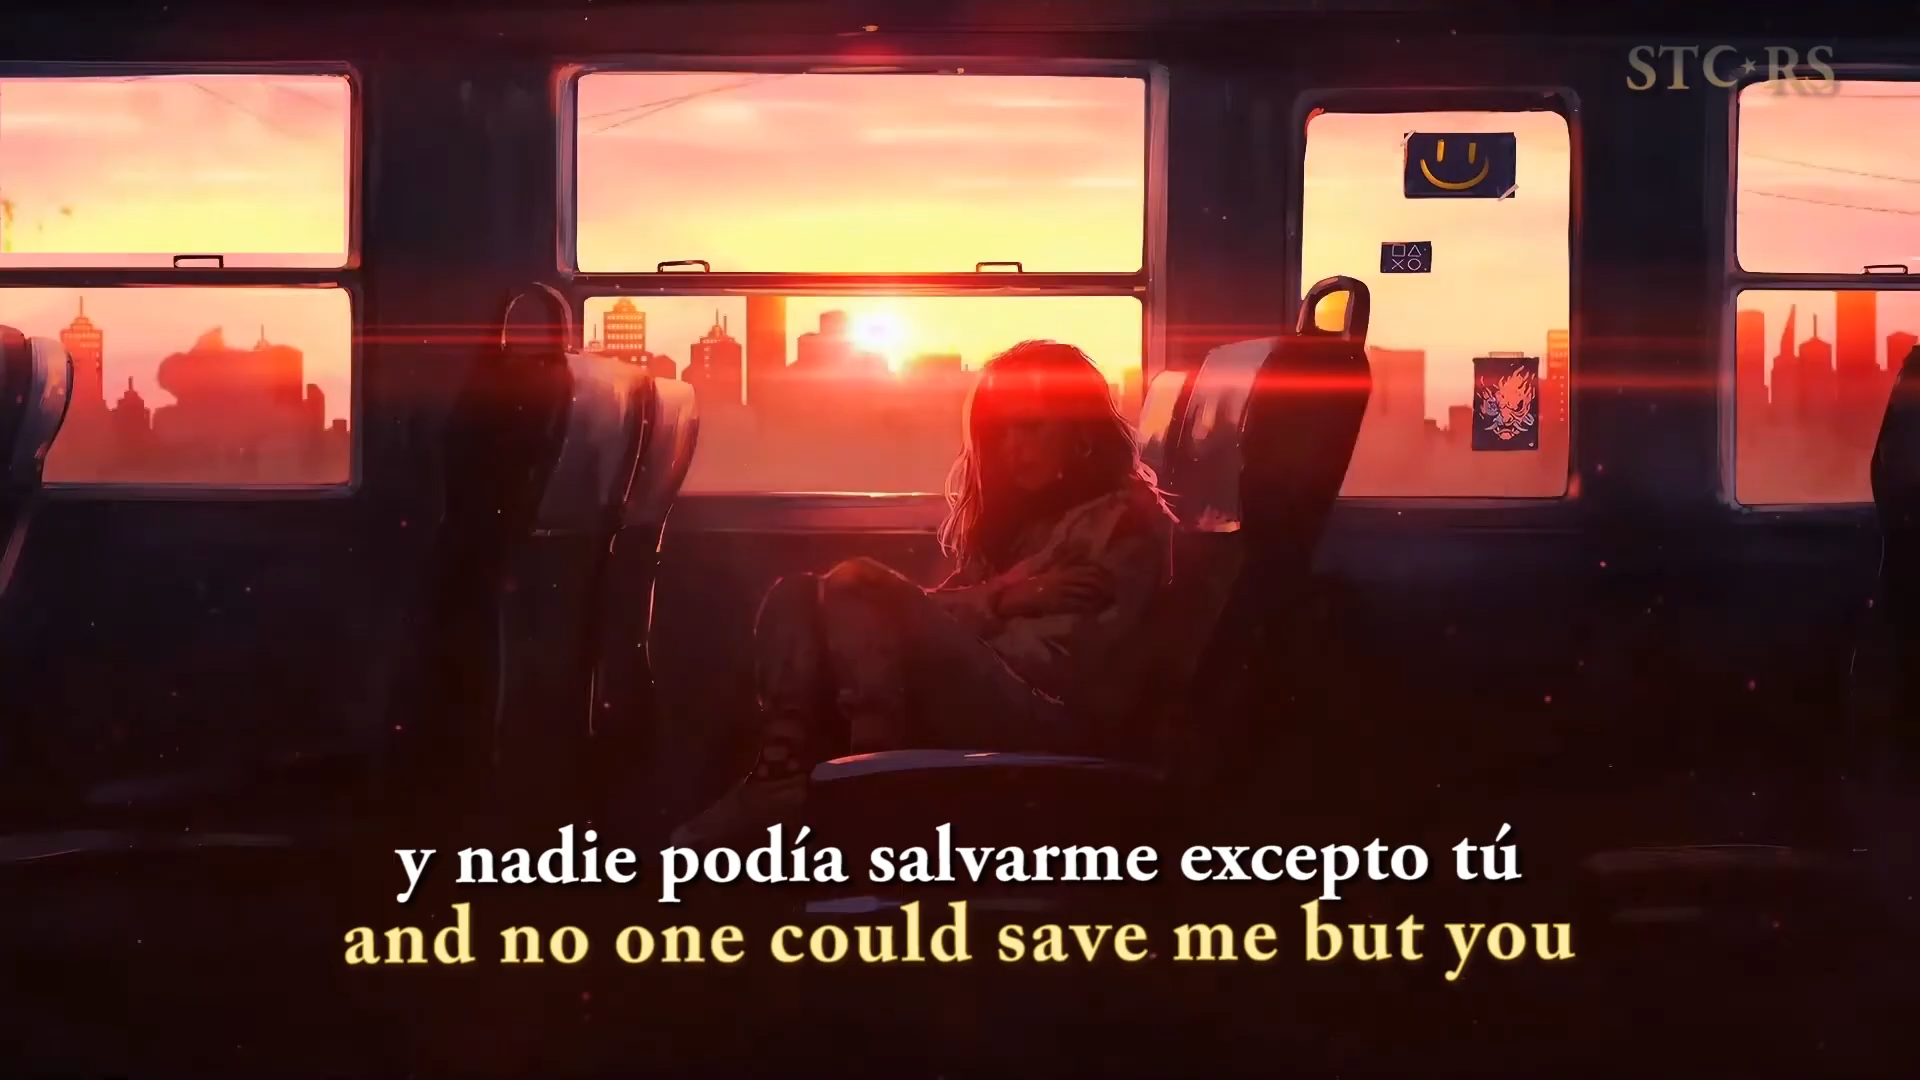 STC★RS
y nadie podía salvarme excepto tú
and no one could save me but you